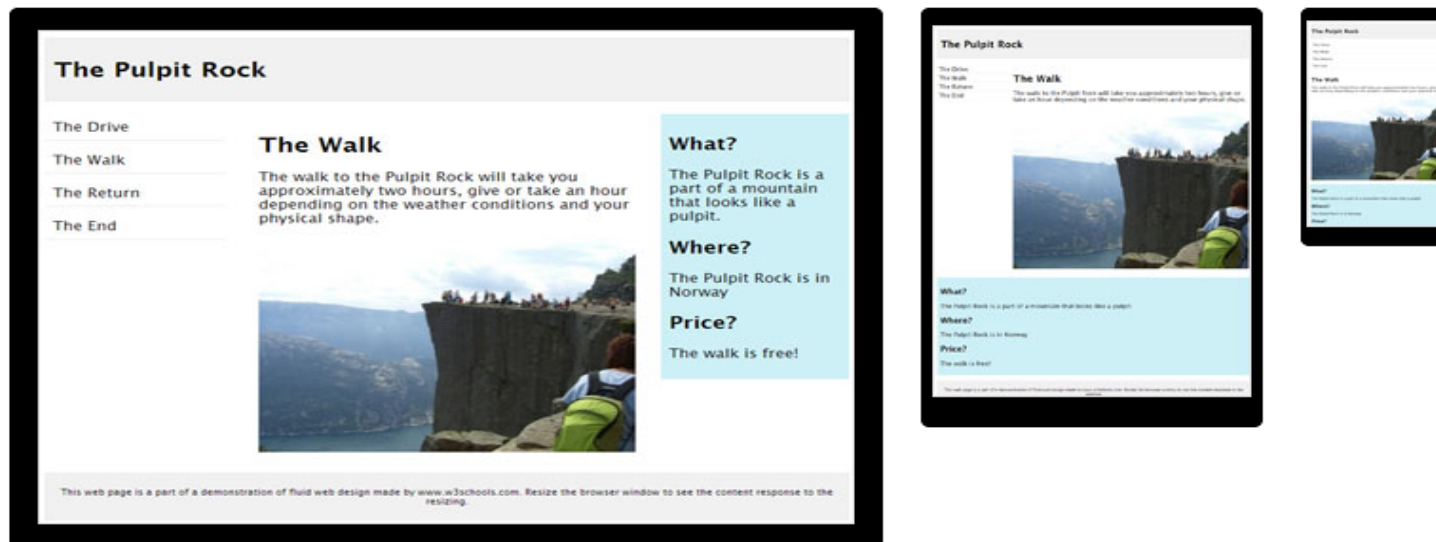 The Pulpit Rock
The Drive
The Walk
The Return
The End
The Walk
The walk to the Pulpit Rock will take you
approximately two hours, give or take an hour
depending on the weather conditions and your
physical shape.
What?
The Pulpit Rock is a
part of a mountain
that looks like a
pulpit.
Where?
The Pulpit Rock is in
Norway
Price?
The walk is free!
This web page is a part of a demonstration of fluid web design made by www.w3schools.com. Resize the browser window to see the content response to the
resizing.
The Pulpit Rock
The Drive
The Walk
The Return
The End
The Walk
The walk to the Pulpit Rock will take you approximately two hours, give or
take an hour depending on the weather conditions and your physical shape.
What?
The Pulpit Rock is a part of a mountain that looks like a pulpit.
Where?
The Pulpit Rock is in Norway
Price?
The walk is free!
The Pulpit Rock
The Walk
What?
Where?
Price?